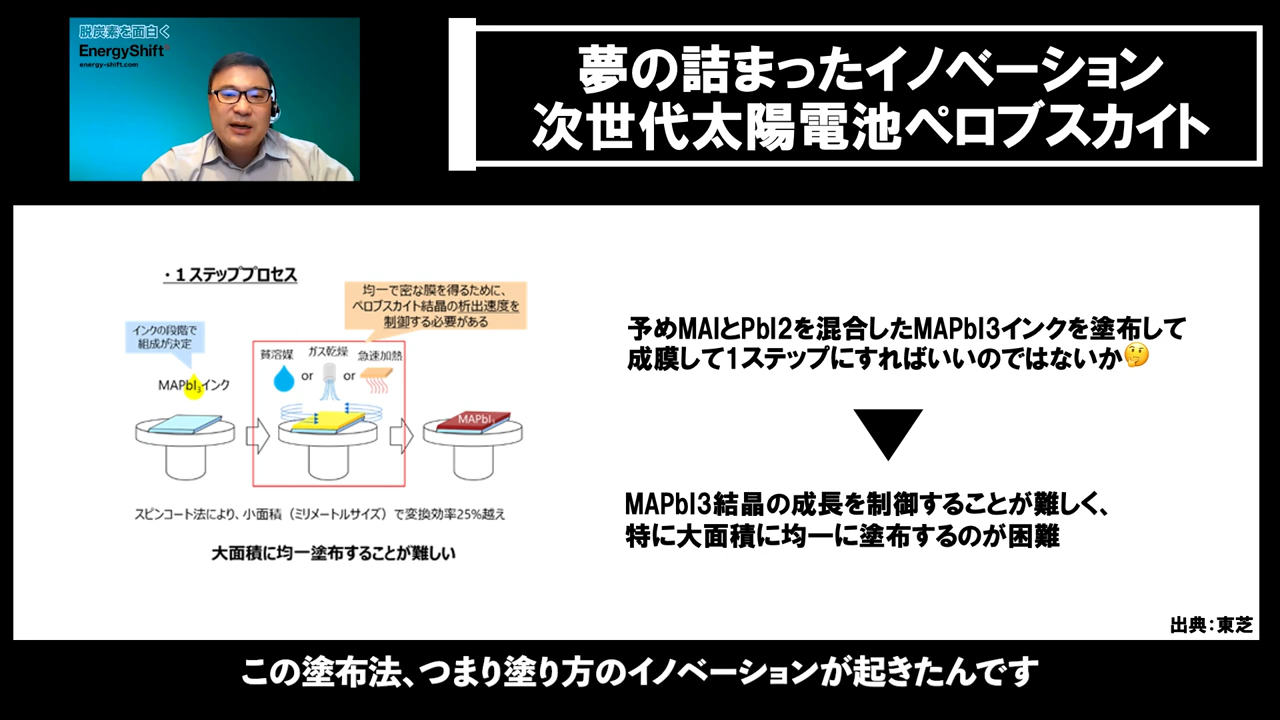 脱炭素を面白く
EnergyShift
energy-shift.com
夢の詰まったイノベーション
次世代太陽電池ペロブスカイト
・1ステッププロセス
均一で密な膜を得るために、
ペロブスカイト結晶の析出速度を
制御する必要がある
インクの段階で
組成が決定
MAPbI₃インク
貧溶媒 or ガス乾燥 or 急速加熱
MAPbI₃
スピンコート法により、小面積（ミリメートルサイズ）で変換効率25%越え
大面積に均一塗布することが難しい
予めMAIとPbI2を混合したMAPbI3インクを塗布して
成膜して1ステップにすればいいのではないか🤔
MAPbI3結晶の成長を制御することが難しく、
特に大面積に均一に塗布するのが困難
出典：東芝
この塗布法、つまり塗り方のイノベーションが起きたんです